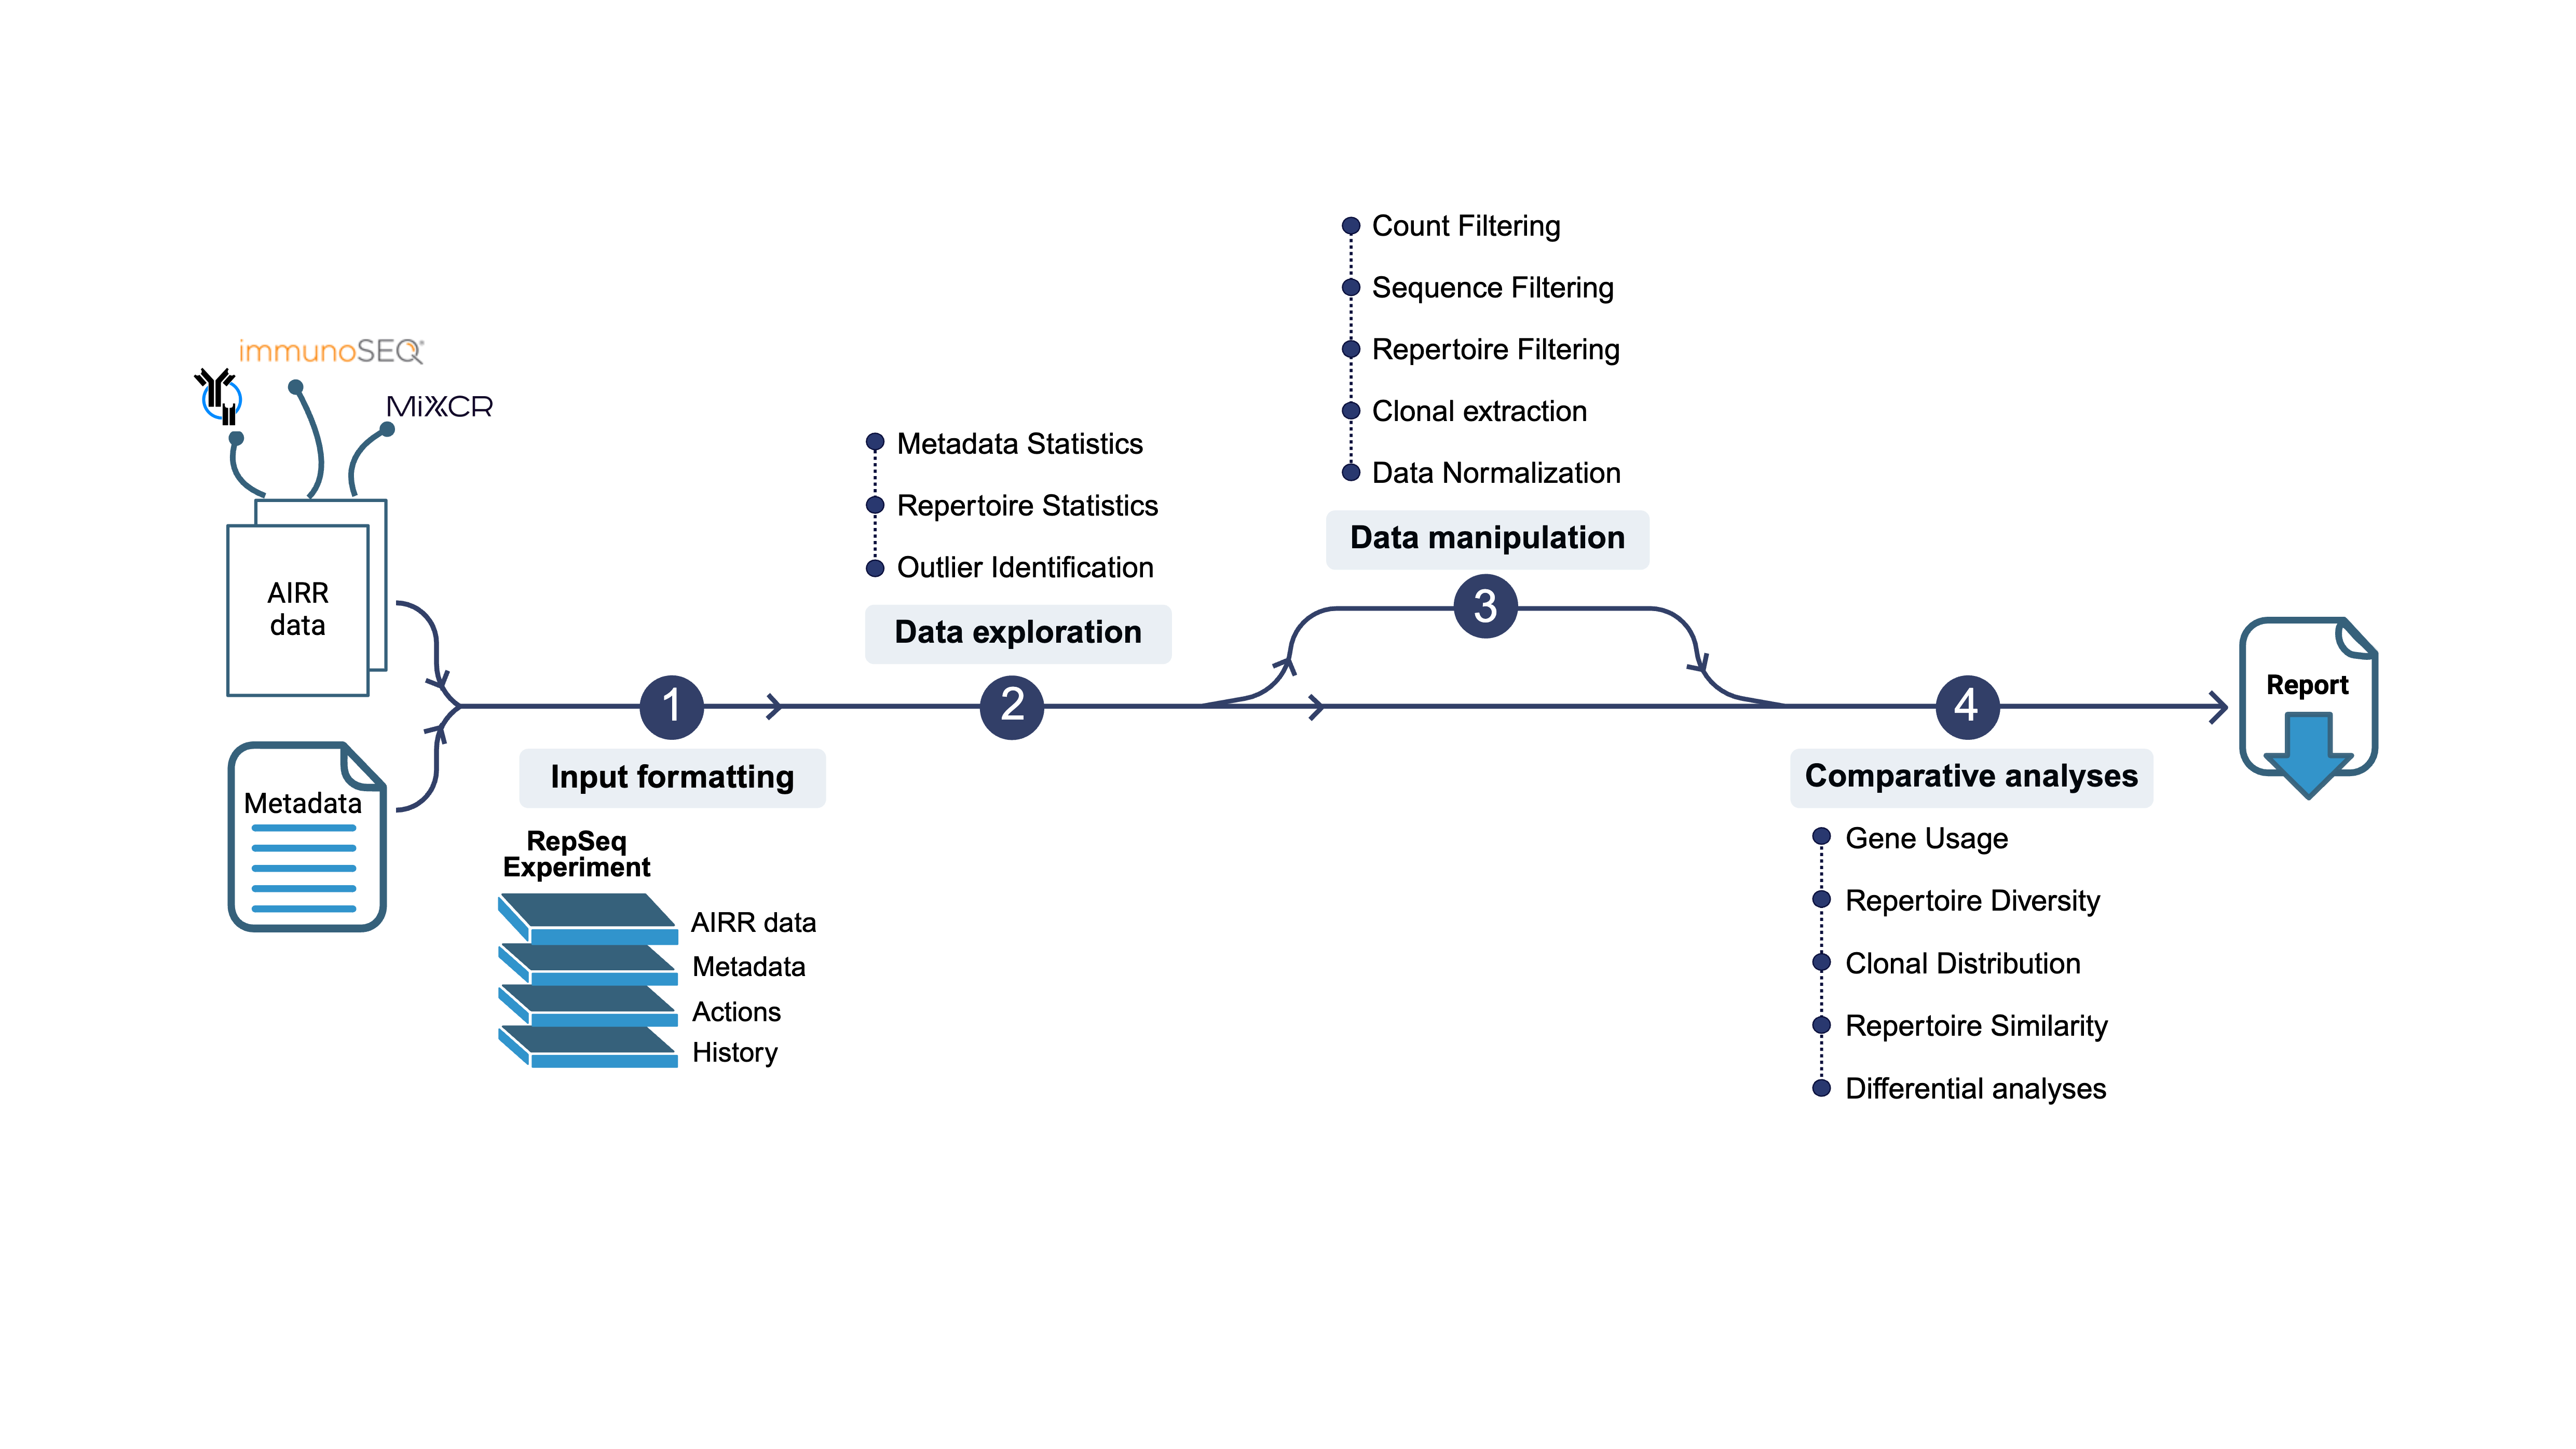 immunoSEQ®
MiXCR
AIRR
data
Metadata
1
Input formatting
RepSeq
Experiment
AIRR data
Metadata
Actions
History
Metadata Statistics
Repertoire Statistics
Outlier Identification
Data exploration
2
Count Filtering
Sequence Filtering
Repertoire Filtering
Clonal extraction
Data Normalization
Data manipulation
3
4
Comparative analyses
Gene Usage
Repertoire Diversity
Clonal Distribution
Repertoire Similarity
Differential analyses
Report